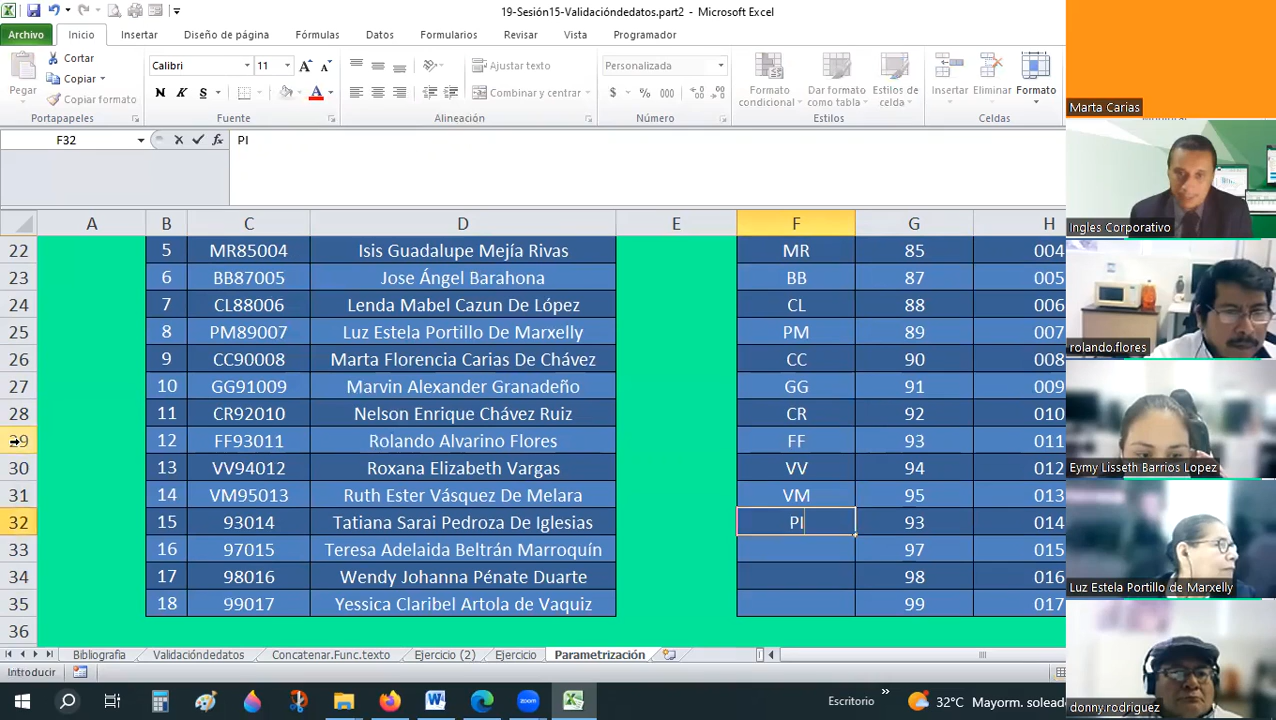 19-Sesión15-Validacióndedatos.part2 - Microsoft Excel
Archivo Inicio Insertar Diseño de página Fórmulas Datos Formularios Revisar Vista Programador
Pegar
Cortar
Copiar
Copiar formato
Calibri 11
N K S
Ajustar texto
Combinar y centrar
Personalizada
$ % 000
Formato condicional
Dar formato como tabla
Estilos de celda
Insertar Eliminar Formato
Portapapeles Fuente Alineación Número Estilos Celdas
F32 fx PI
A B C D E F G H
22 5 MR85004 Isis Guadalupe Mejía Rivas MR 85 004
23 6 BB87005 Jose Ángel Barahona BB 87 005
24 7 CL88006 Lenda Mabel Cazun De López CL 88 006
25 8 PM89007 Luz Estela Portillo De Marxelly PM 89 007
26 9 CC90008 Marta Florencia Carias De Chávez CC 90 008
27 10 GG91009 Marvin Alexander Granadeño GG 91 009
28 11 CR92010 Nelson Enrique Chávez Ruiz CR 92 010
29 12 FF93011 Rolando Alvarino Flores FF 93 011
30 13 VV94012 Roxana Elizabeth Vargas VV 94 012
31 14 VM95013 Ruth Ester Vásquez De Melara VM 95 013
32 15 93014 Tatiana Sarai Pedroza De Iglesias PI 93 014
33 16 97015 Teresa Adelaida Beltrán Marroquín 97 015
34 17 98016 Wendy Johanna Pénate Duarte 98 016
35 18 99017 Yessica Claribel Artola de Vaquiz 99 017
36
Bibliografia Validacióndedatos Concatenar.Func.texto Ejercicio (2) Ejercicio Parametrización
Introducir
zoom
Escritorio » 32°C Mayorm. soleado
Marta Carias
Ingles Corporativo
rolando.flores
Eymy Lisseth Barrios Lopez
Luz Estela Portillo de Marxelly
donny.rodriguez